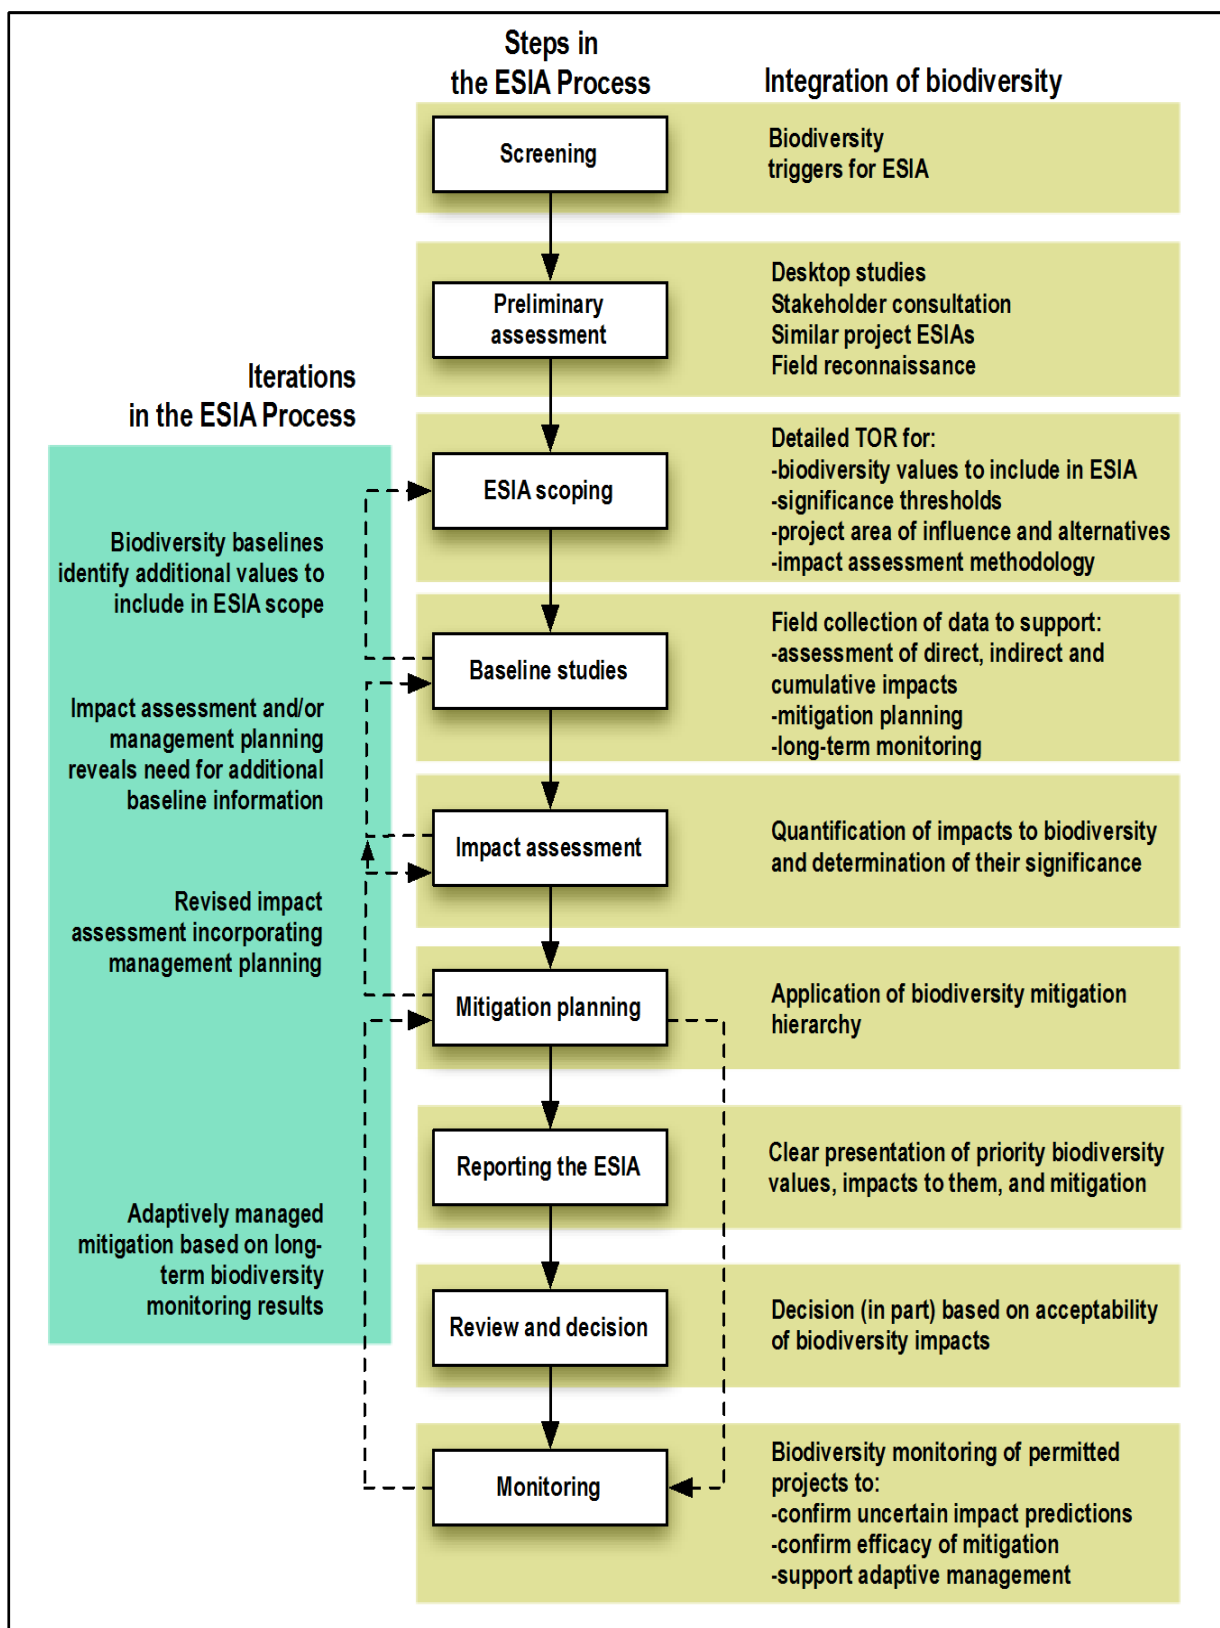 Steps in
the ESIA Process
Integration of biodiversity
Screening
Biodiversity
triggers for ESIA
Preliminary
assessment
Desktop studies
Stakeholder consultation
Similar project ESIAs
Field reconnaissance
Iterations
in the ESIA Process
ESIA scoping
Detailed TOR for:
-biodiversity values to include in ESIA
-significance thresholds
-project area of influence and alternatives
-impact assessment methodology
Biodiversity baselines
identify additional values to
include in ESIA scope
Baseline studies
Field collection of data to support:
-assessment of direct, indirect and
cumulative impacts
-mitigation planning
-long-term monitoring
Impact assessment and/or
management planning
reveals need for additional
baseline information
Impact assessment
Quantification of impacts to biodiversity
and determination of their significance
Revised impact
assessment incorporating
management planning
Mitigation planning
Application of biodiversity mitigation
hierarchy
Reporting the ESIA
Clear presentation of priority biodiversity
values, impacts to them, and mitigation
Adaptively managed
mitigation based on long-
term biodiversity
monitoring results
Review and decision
Decision (in part) based on acceptability
of biodiversity impacts
Monitoring
Biodiversity monitoring of permitted
projects to:
-confirm uncertain impact predictions
-confirm efficacy of mitigation
-support adaptive management